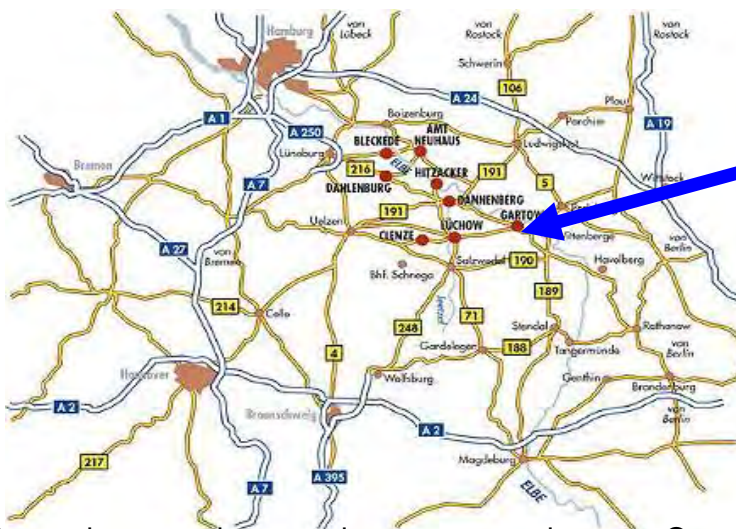 von
Lübeck
von
Rostock
von
Rostock
Hamburg
Schwerin
106
A 24
Plau
A 1
Boizenburg
Parchim
A 19
A 250
BLECKEDE
AMT
NEUHAUS
Ludwigslust
Lüneburg
ELBE
Bremen
216
HITZACKER
191
5
Wittstock
A 7
DAHLENBURG
DANNENBERG
191
GARTOW
Uelzen
LÜCHOW
CLENZE
Wittenberge
von
Berlin
A 27
von
Bremen
Bhf. Schnega
Salzwedel
190
Havelberg
Jeetzel
189
214
Celle
248
71
Stendal
Rathenow
4
Gardelegen
188
Tangermünde
von
Berlin
Hannover
Wolfsburg
Genthin
Brandenburg
A 2
Braunschweig
von
Berlin
A 2
217
Magdeburg
A 395
A 7
ELBE